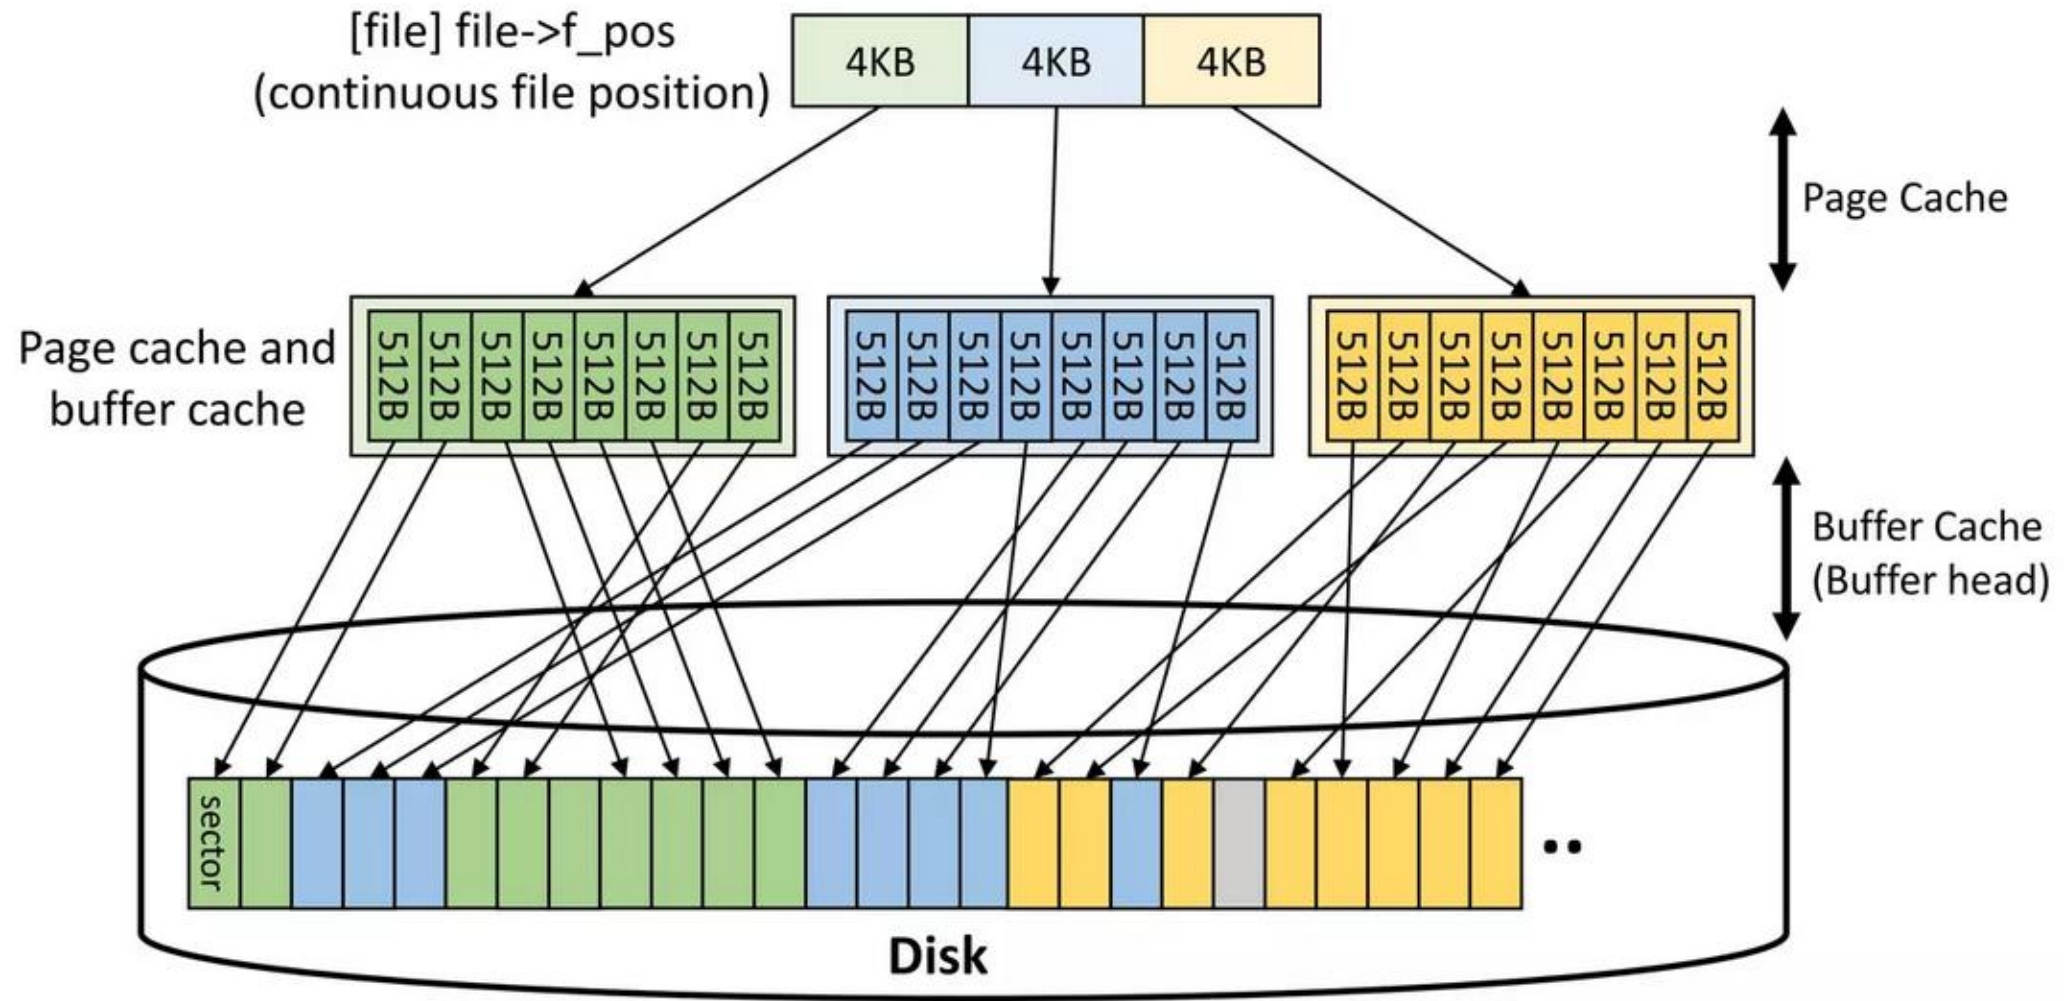 [file] file->f_pos
(continuous file position)
4KB 4KB 4KB
Page Cache
Page cache and
buffer cache
512B 512B 512B 512B 512B 512B 512B 512B
512B 512B 512B 512B 512B 512B 512B 512B
512B 512B 512B 512B 512B 512B 512B 512B
Buffer Cache
(Buffer head)
sector
..
Disk